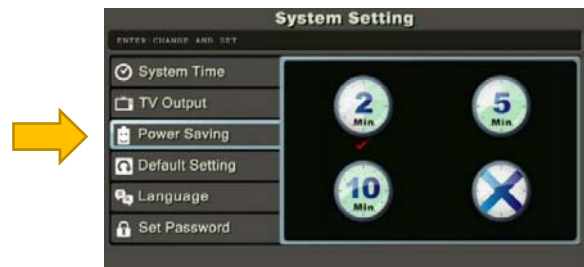 System Setting
ENTER:CHANGE AND SET
System Time
TV Output
Power Saving
Default Setting
Language
Set Password
2
Min.
5
Min.
10
Min.